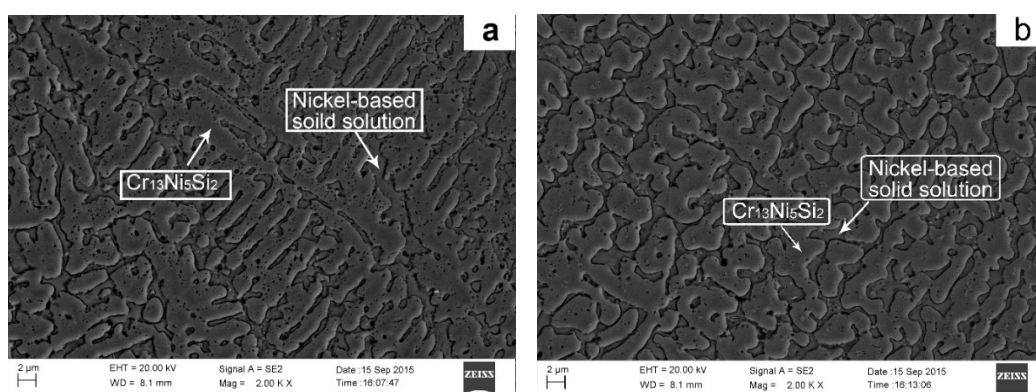 a
Nickel-based
soild solution
Cr13Ni5Si2
2 µm
EHT = 20.00 kV
WD = 8.1 mm
Signal A = SE2
Mag = 2.00 K X
Date :15 Sep 2015
Time :16:07:47
ZEISS
b
Nickel-based
solid solution
Cr13Ni5Si2
2 µm
EHT = 20.00 kV
WD = 8.1 mm
Signal A = SE2
Mag = 2.00 K X
Date :15 Sep 2015
Time :16:13:06
ZEISS